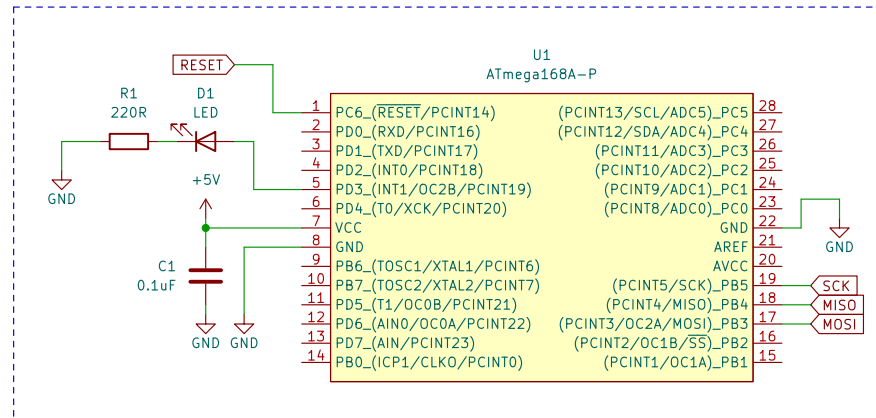 U1
ATmega168A-P
RESET
R1
220R
D1
LED
GND
+5V
C1
0.1uF
GND
GND
1 PC6_(RESET/PCINT14)
2 PD0_(RXD/PCINT16)
3 PD1_(TXD/PCINT17)
4 PD2_(INT0/PCINT18)
5 PD3_(INT1/OC2B/PCINT19)
6 PD4_(T0/XCK/PCINT20)
7 VCC
8 GND
9 PB6_(TOSC1/XTAL1/PCINT6)
10 PB7_(TOSC2/XTAL2/PCINT7)
11 PD5_(T1/OC0B/PCINT21)
12 PD6_(AIN0/OC0A/PCINT22)
13 PD7_(AIN/PCINT23)
14 PB0_(ICP1/CLKO/PCINT0)
(PCINT13/SCL/ADC5)_PC5 28
(PCINT12/SDA/ADC4)_PC4 27
(PCINT11/ADC3)_PC3 26
(PCINT10/ADC2)_PC2 25
(PCINT9/ADC1)_PC1 24
(PCINT8/ADC0)_PC0 23
GND 22
AREF 21
AVCC 20
(PCINT5/SCK)_PB5 19
(PCINT4/MISO)_PB4 18
(PCINT3/OC2A/MOSI)_PB3 17
(PCINT2/OC1B/SS)_PB2 16
(PCINT1/OC1A)_PB1 15
GND
SCK
MISO
MOSI